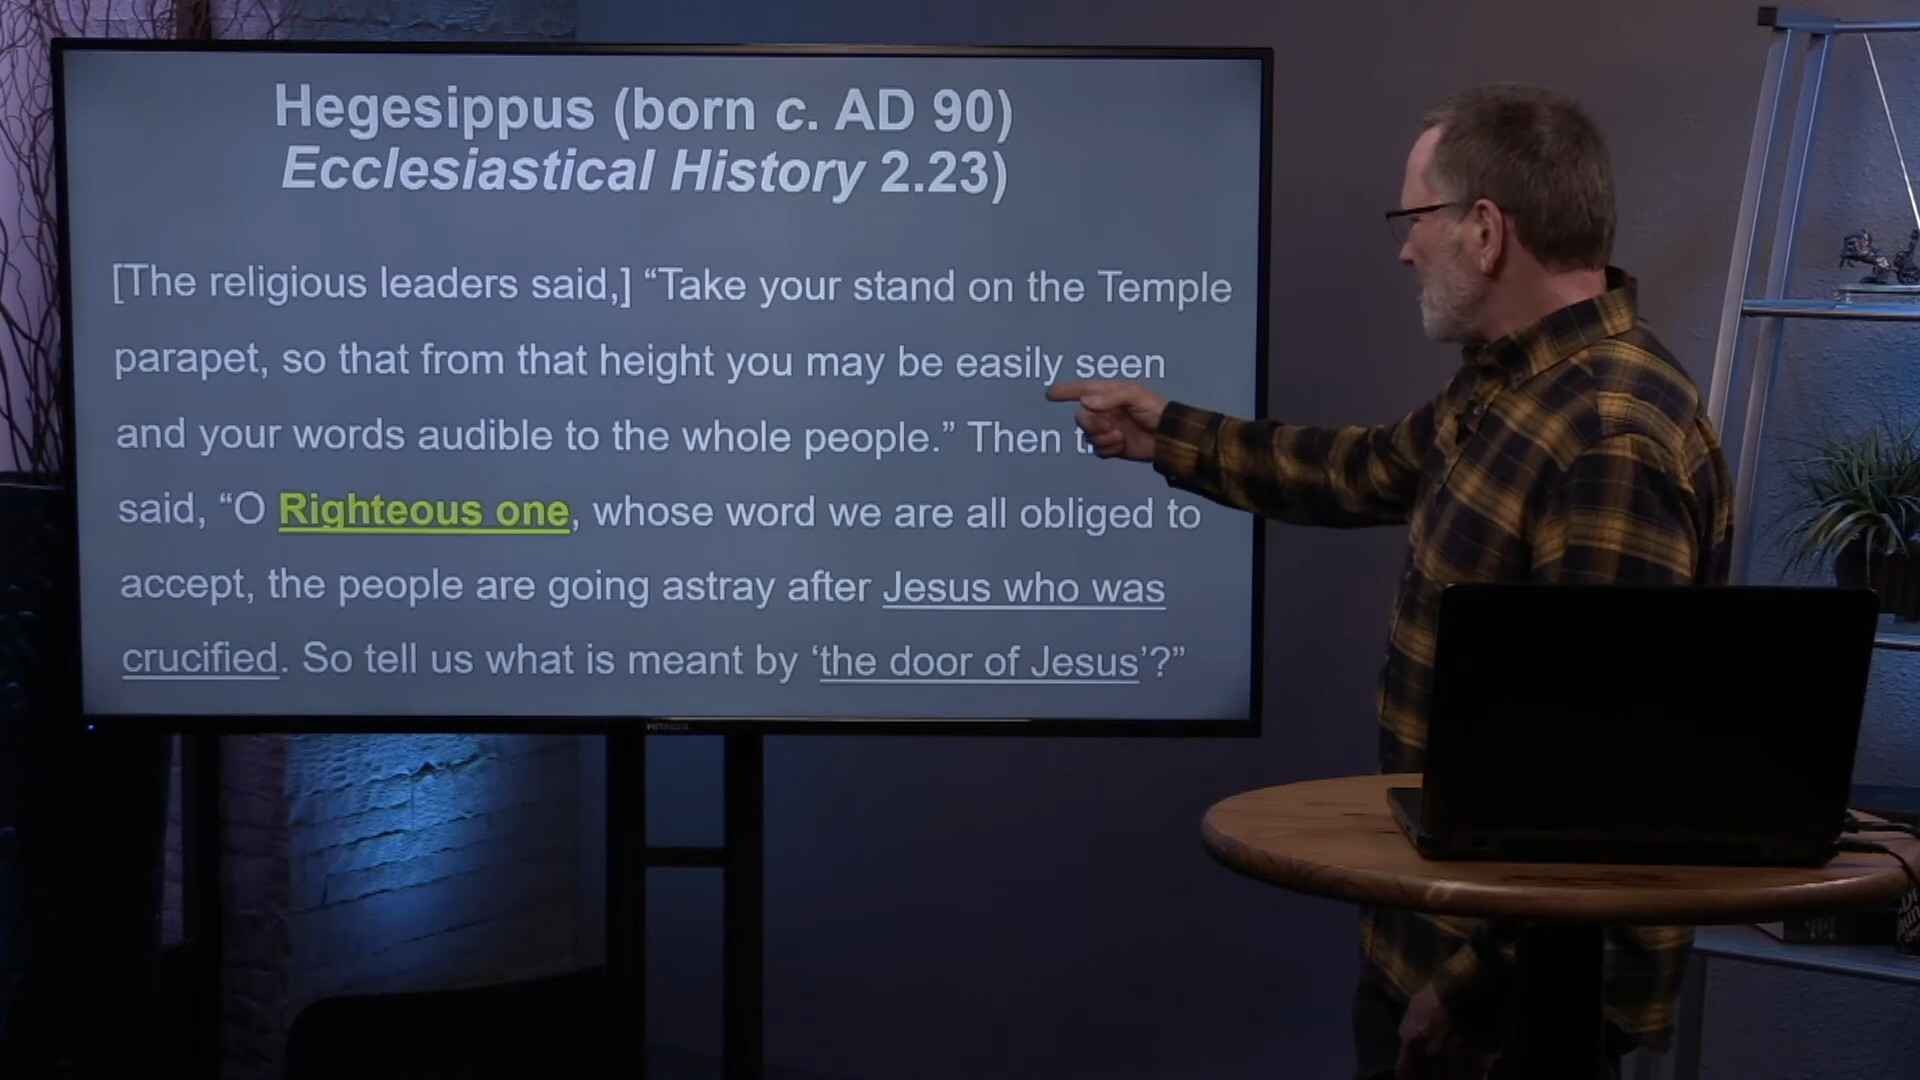 Hegesippus (born c. AD 90)
Ecclesiastical History 2.23)
[The religious leaders said,] “Take your stand on the Temple
parapet, so that from that height you may be easily seen
and your words audible to the whole people.” Then
said, “O Righteous one, whose word we are all obliged to
accept, the people are going astray after Jesus who was
crucified. So tell us what is meant by ‘the door of Jesus’?”
HITACHI